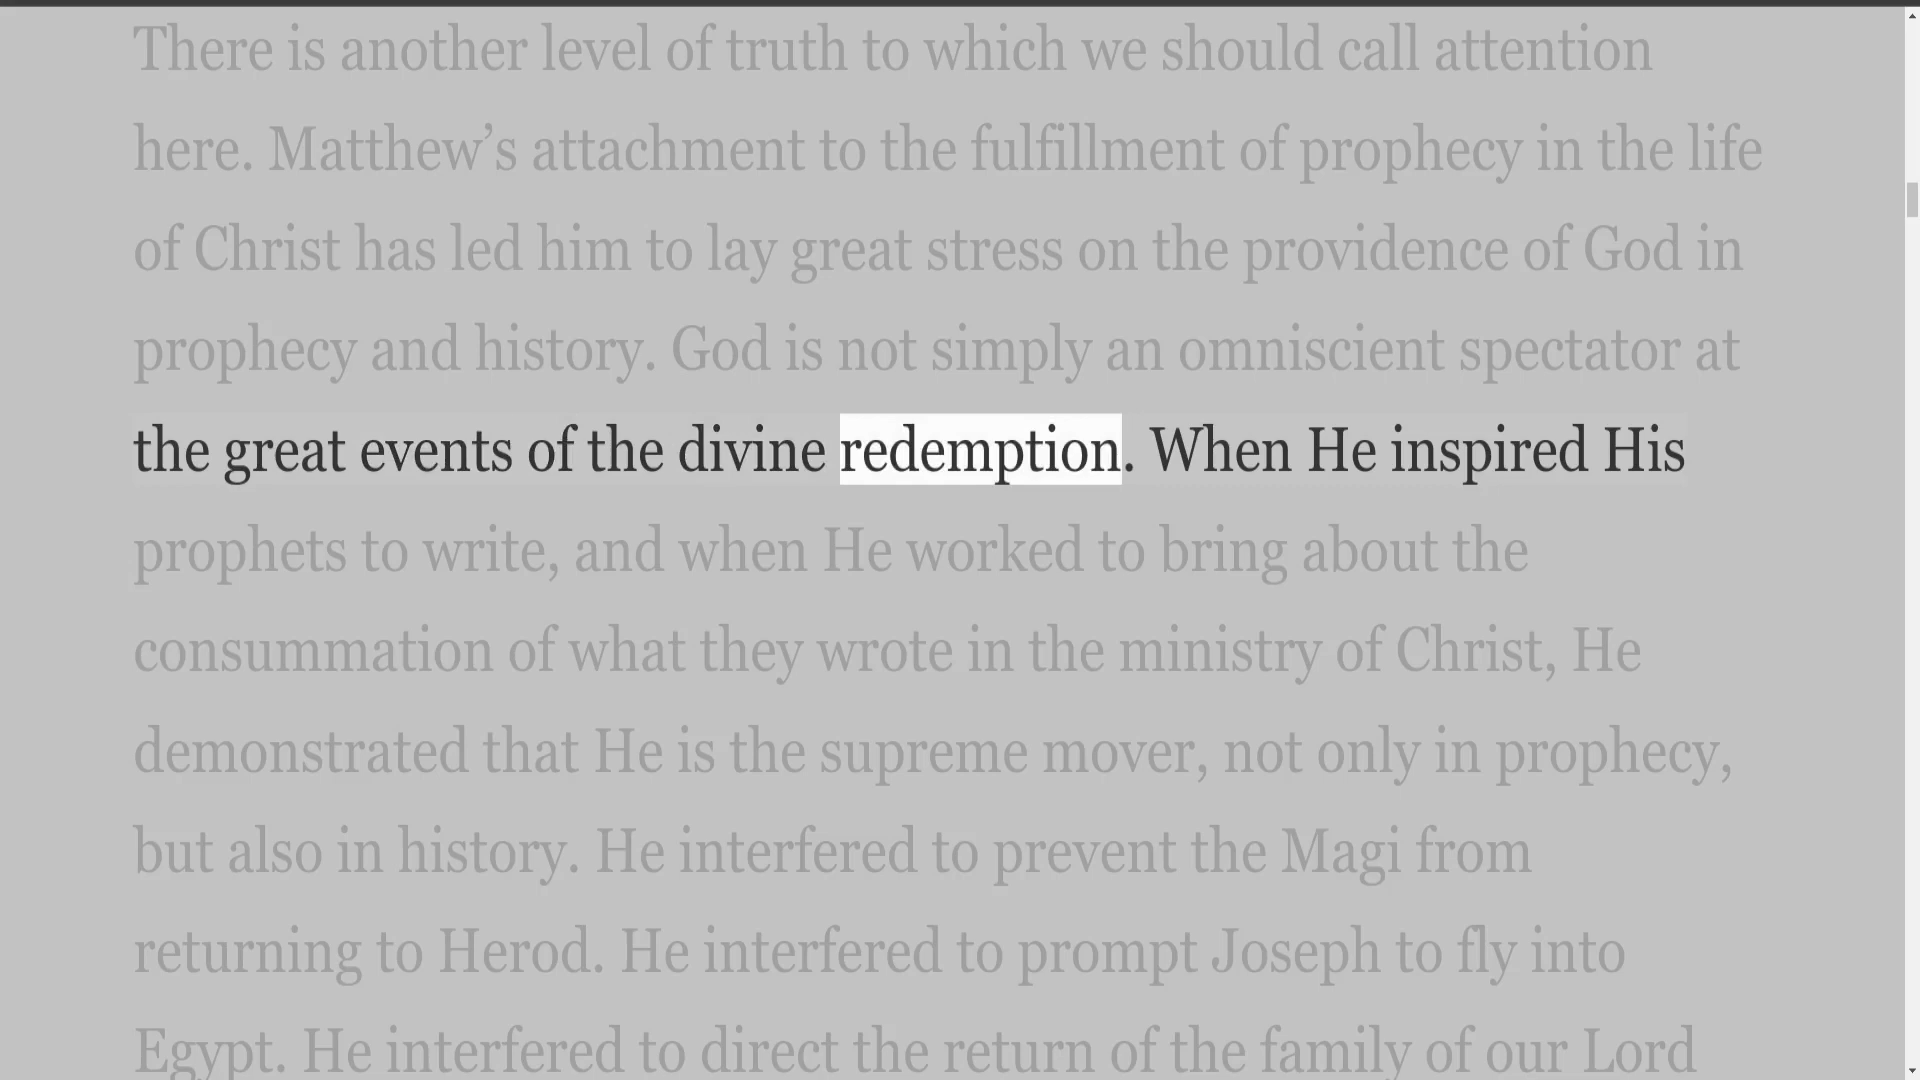 There is another level of truth to which we should call attention
here. Matthew’s attachment to the fulfillment of prophecy in the life
of Christ has led him to lay great stress on the providence of God in
prophecy and history. God is not simply an omniscient spectator at
the great events of the divine redemption. When He inspired His
prophets to write, and when He worked to bring about the
consummation of what they wrote in the ministry of Christ, He
demonstrated that He is the supreme mover, not only in prophecy,
but also in history. He interfered to prevent the Magi from
returning to Herod. He interfered to prompt Joseph to fly into
Egypt. He interfered to direct the return of the family of our Lord